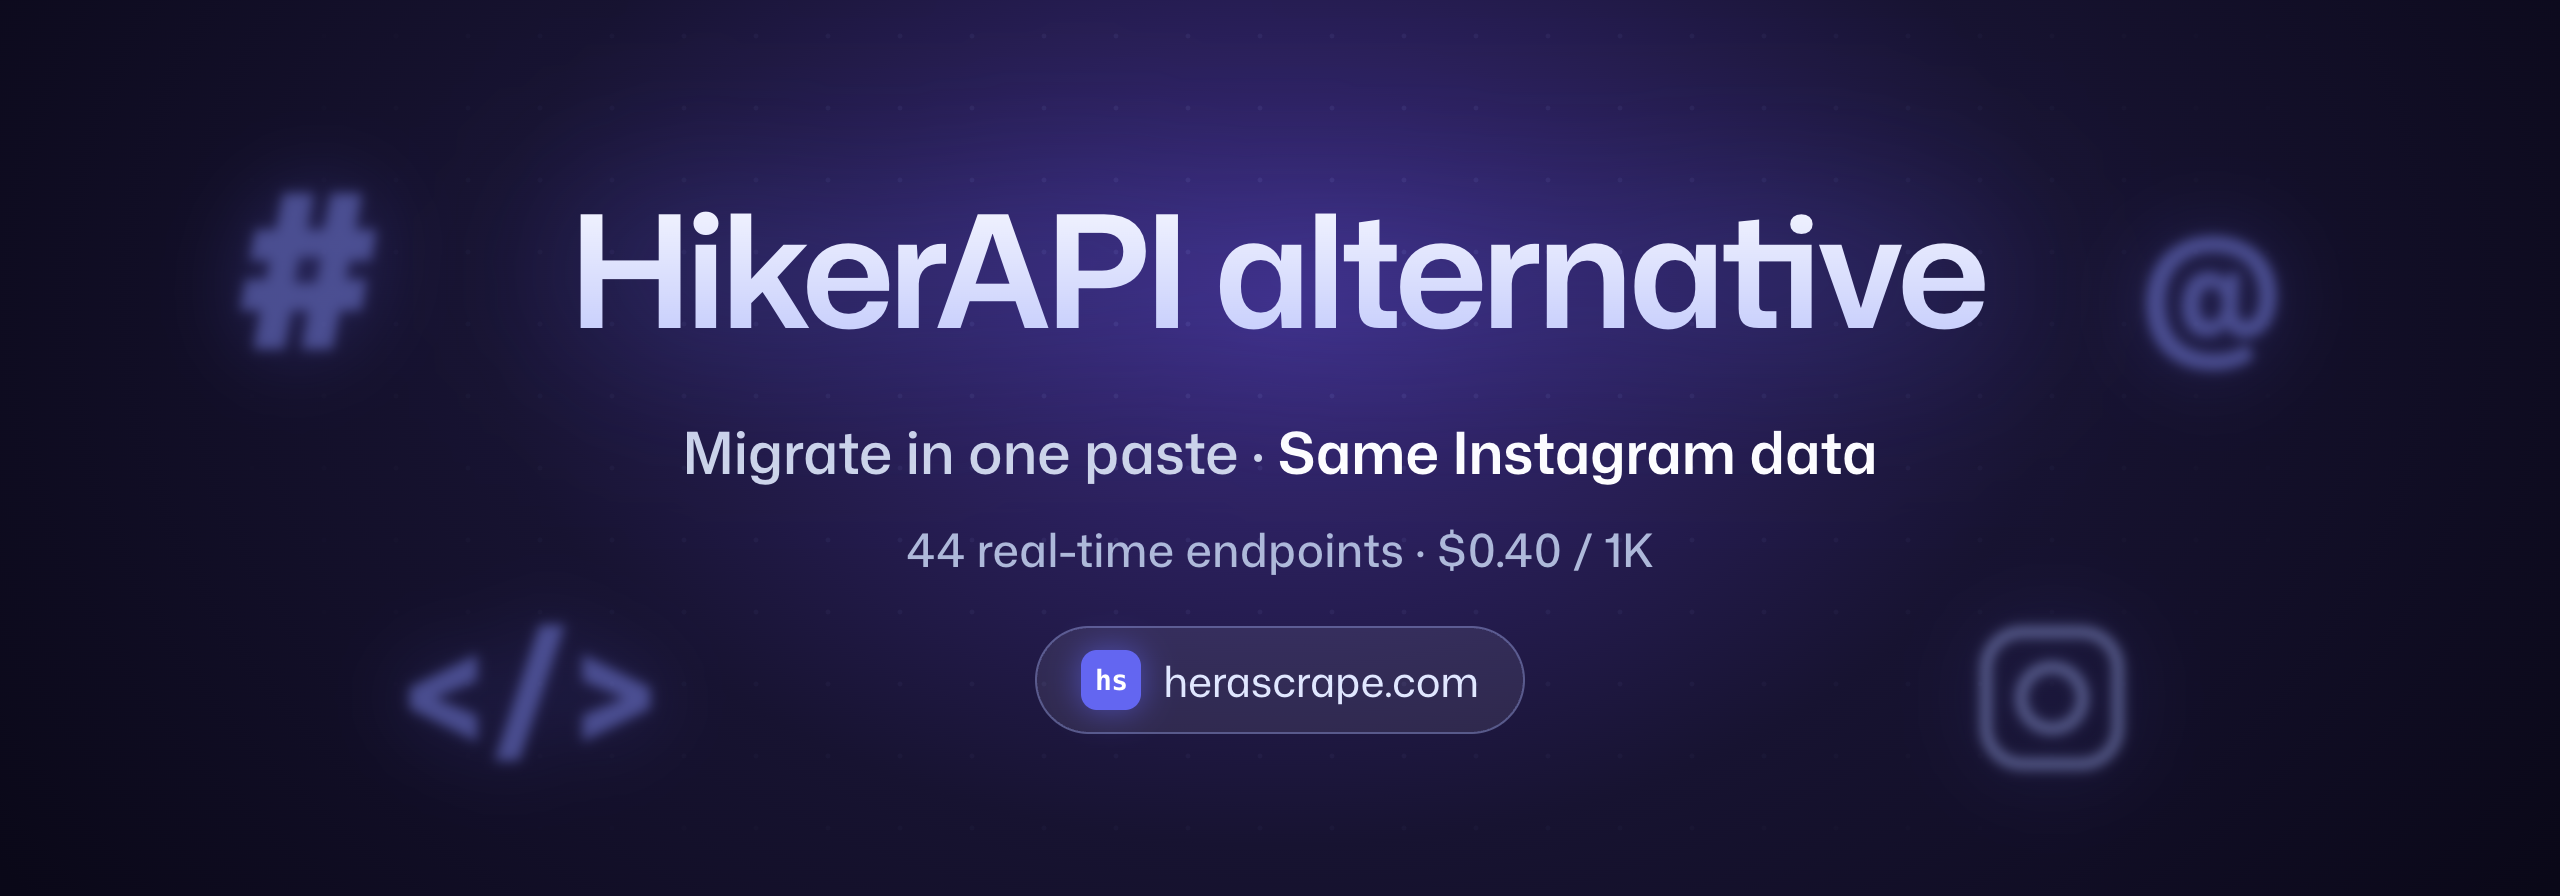 #
HikerAPI alternative
@
Migrate in one paste · Same Instagram data
44 real-time endpoints · $0.40 / 1K
</>
hs herascrape.com